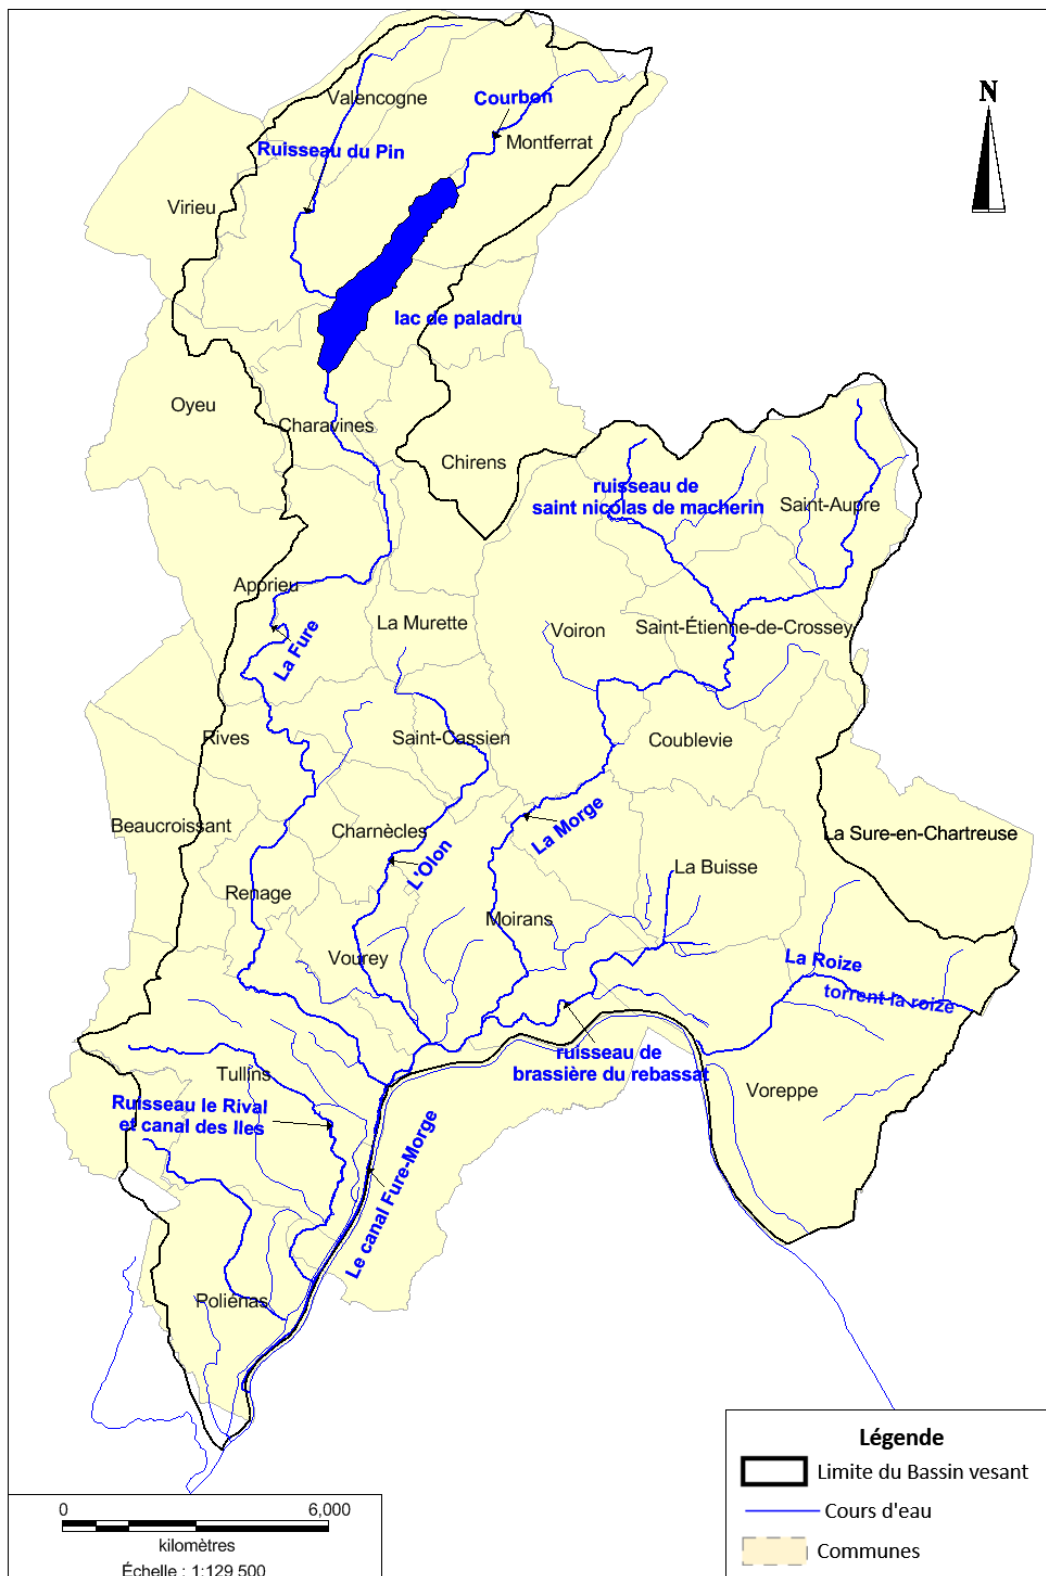 N
Valencogne
Courbon
Montferrat
Ruisseau du Pin
Virieu
lac de paladru
Oyeu
Charavines
Chirens
ruisseau de
saint nicolas de macherin
Saint-Aupre
Apprieu
La Murette
Voiron
Saint-Étienne-de-Crossey
La Fure
Rives
Saint-Cassien
Coublevie
Beaucroissant
Charnècles
La Morge
La Sure-en-Chartreuse
L'Olon
La Buisse
Renage
Moirans
Vourey
La Roize
torrent la roize
ruisseau de
brassière du rebassat
Tullins
Voreppe
Ruisseau le Rival
et canal des Iles
Le canal Fure-Morge
Poliénas
Légende
Limite du Bassin vesant
Cours d'eau
Communes
0 6,000
kilomètres
Échelle : 1:129 500